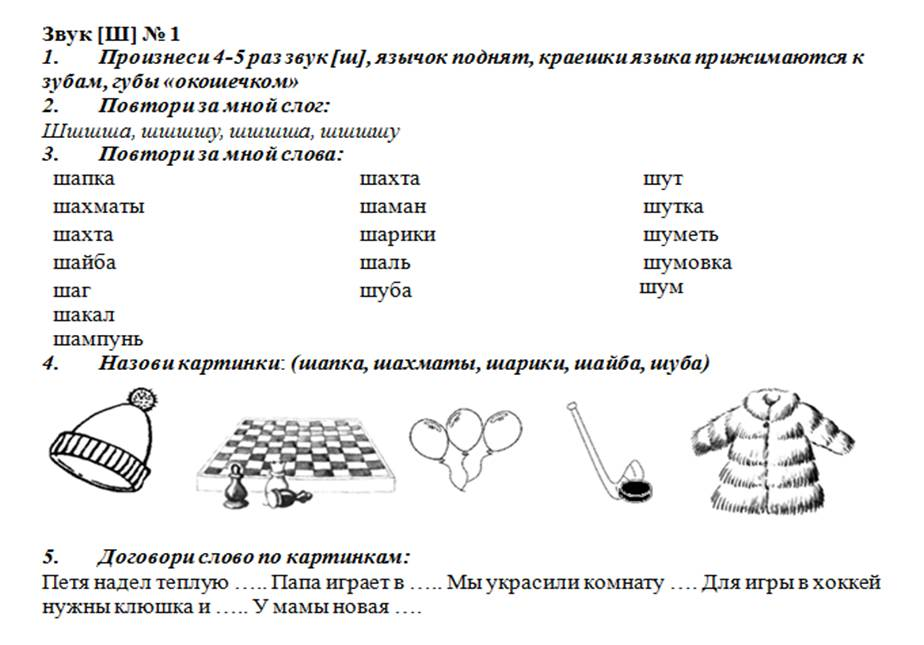 Звук [Ш] № 1
1. Произнеси 4-5 раз звук [ш], язычок поднят, краешки языка прижимаются к
зубам, губы «окошечком»
2. Повтори за мной слог:
Шшшша, шшшшу, шшшша, шшшшу
3. Повтори за мной слова:
шапка шахта шут
шахматы шаман шутка
шахта шарики шуметь
шайба шаль шумовка
шаг шуба шум
шакал
шампунь
4. Назови картинки: (шапка, шахматы, шарики, шайба, шуба)
5. Договори слово по картинкам:
Петя надел теплую ….. Папа играет в ….. Мы украсили комнату …. Для игры в хоккей
нужны клюшка и ….. У мамы новая ….